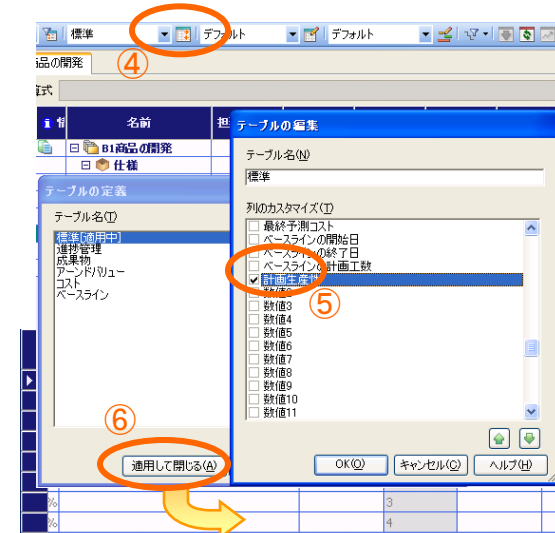 標準
デフォルト
デフォルト
④
品の開発
算式
名前
担
B1商品の開発
仕様
テーブルの定義
テーブル名(T)
標準[適用中]
進捗管理
成果物
アーンドバリュー
コスト
ベースライン
⑥
適用して閉じる(A)
テーブルの編集
テーブル名(N)
標準
列のカスタマイズ(T)
最終予測コスト
ベースラインの開始日
ベースラインの終了日
ベースラインの計画工数
計画生産性
⑤
数値3
数値4
数値5
数値6
数値7
数値8
数値9
数値10
数値11
OK(O)
キャンセル(C)
ヘルプ(H)
%
3
%
4